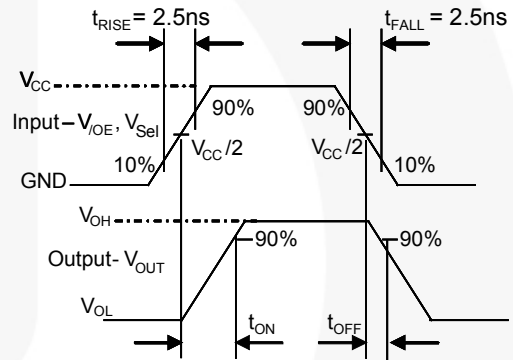 tRISE = 2.5ns
tFALL = 2.5ns
VCC
90%
90%
Input – V/OE, VSel
VCC/2
VCC/2
10%
10%
GND
VOH
90%
90%
Output- VOUT
VOL
tON
tOFF